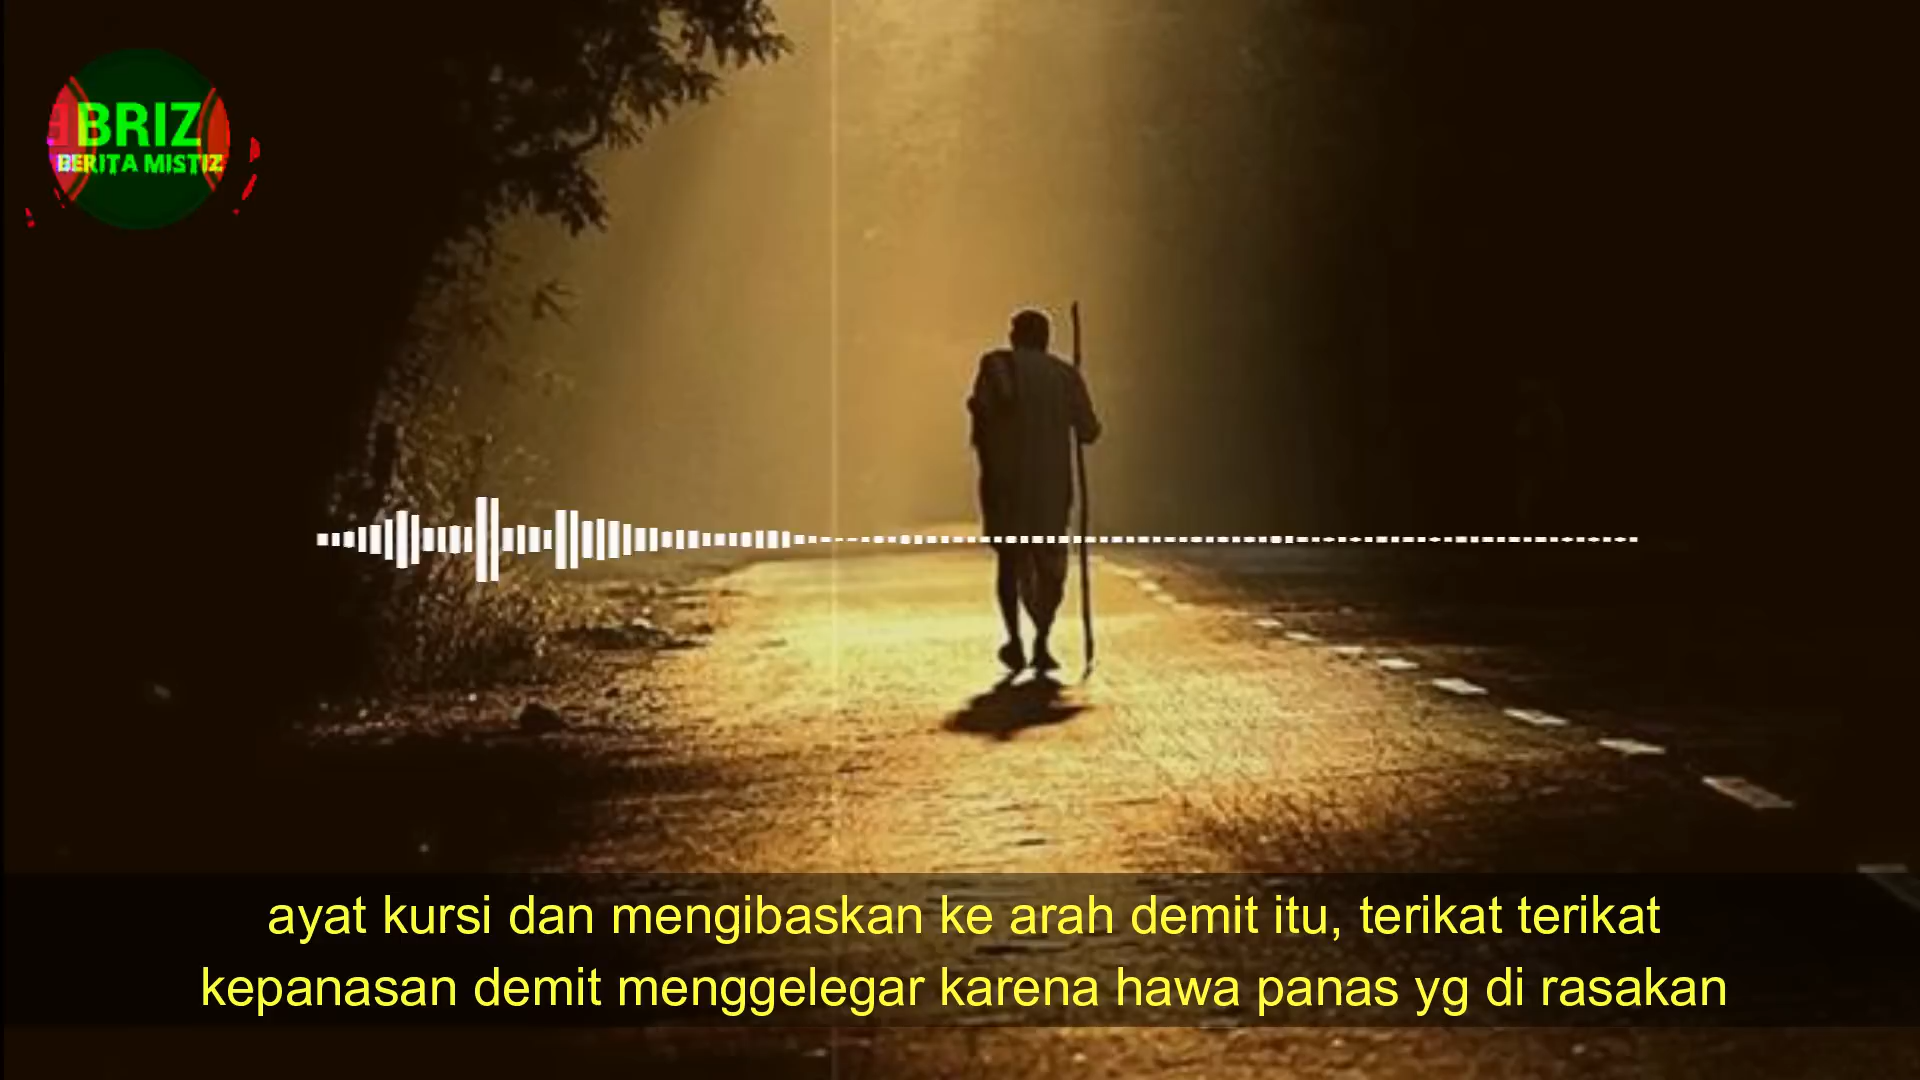 BRIZ
BERITA MISTIZ
ayat kursi dan mengibaskan ke arah demit itu, terikat terikat
kepanasan demit menggelegar karena hawa panas yg di rasakan